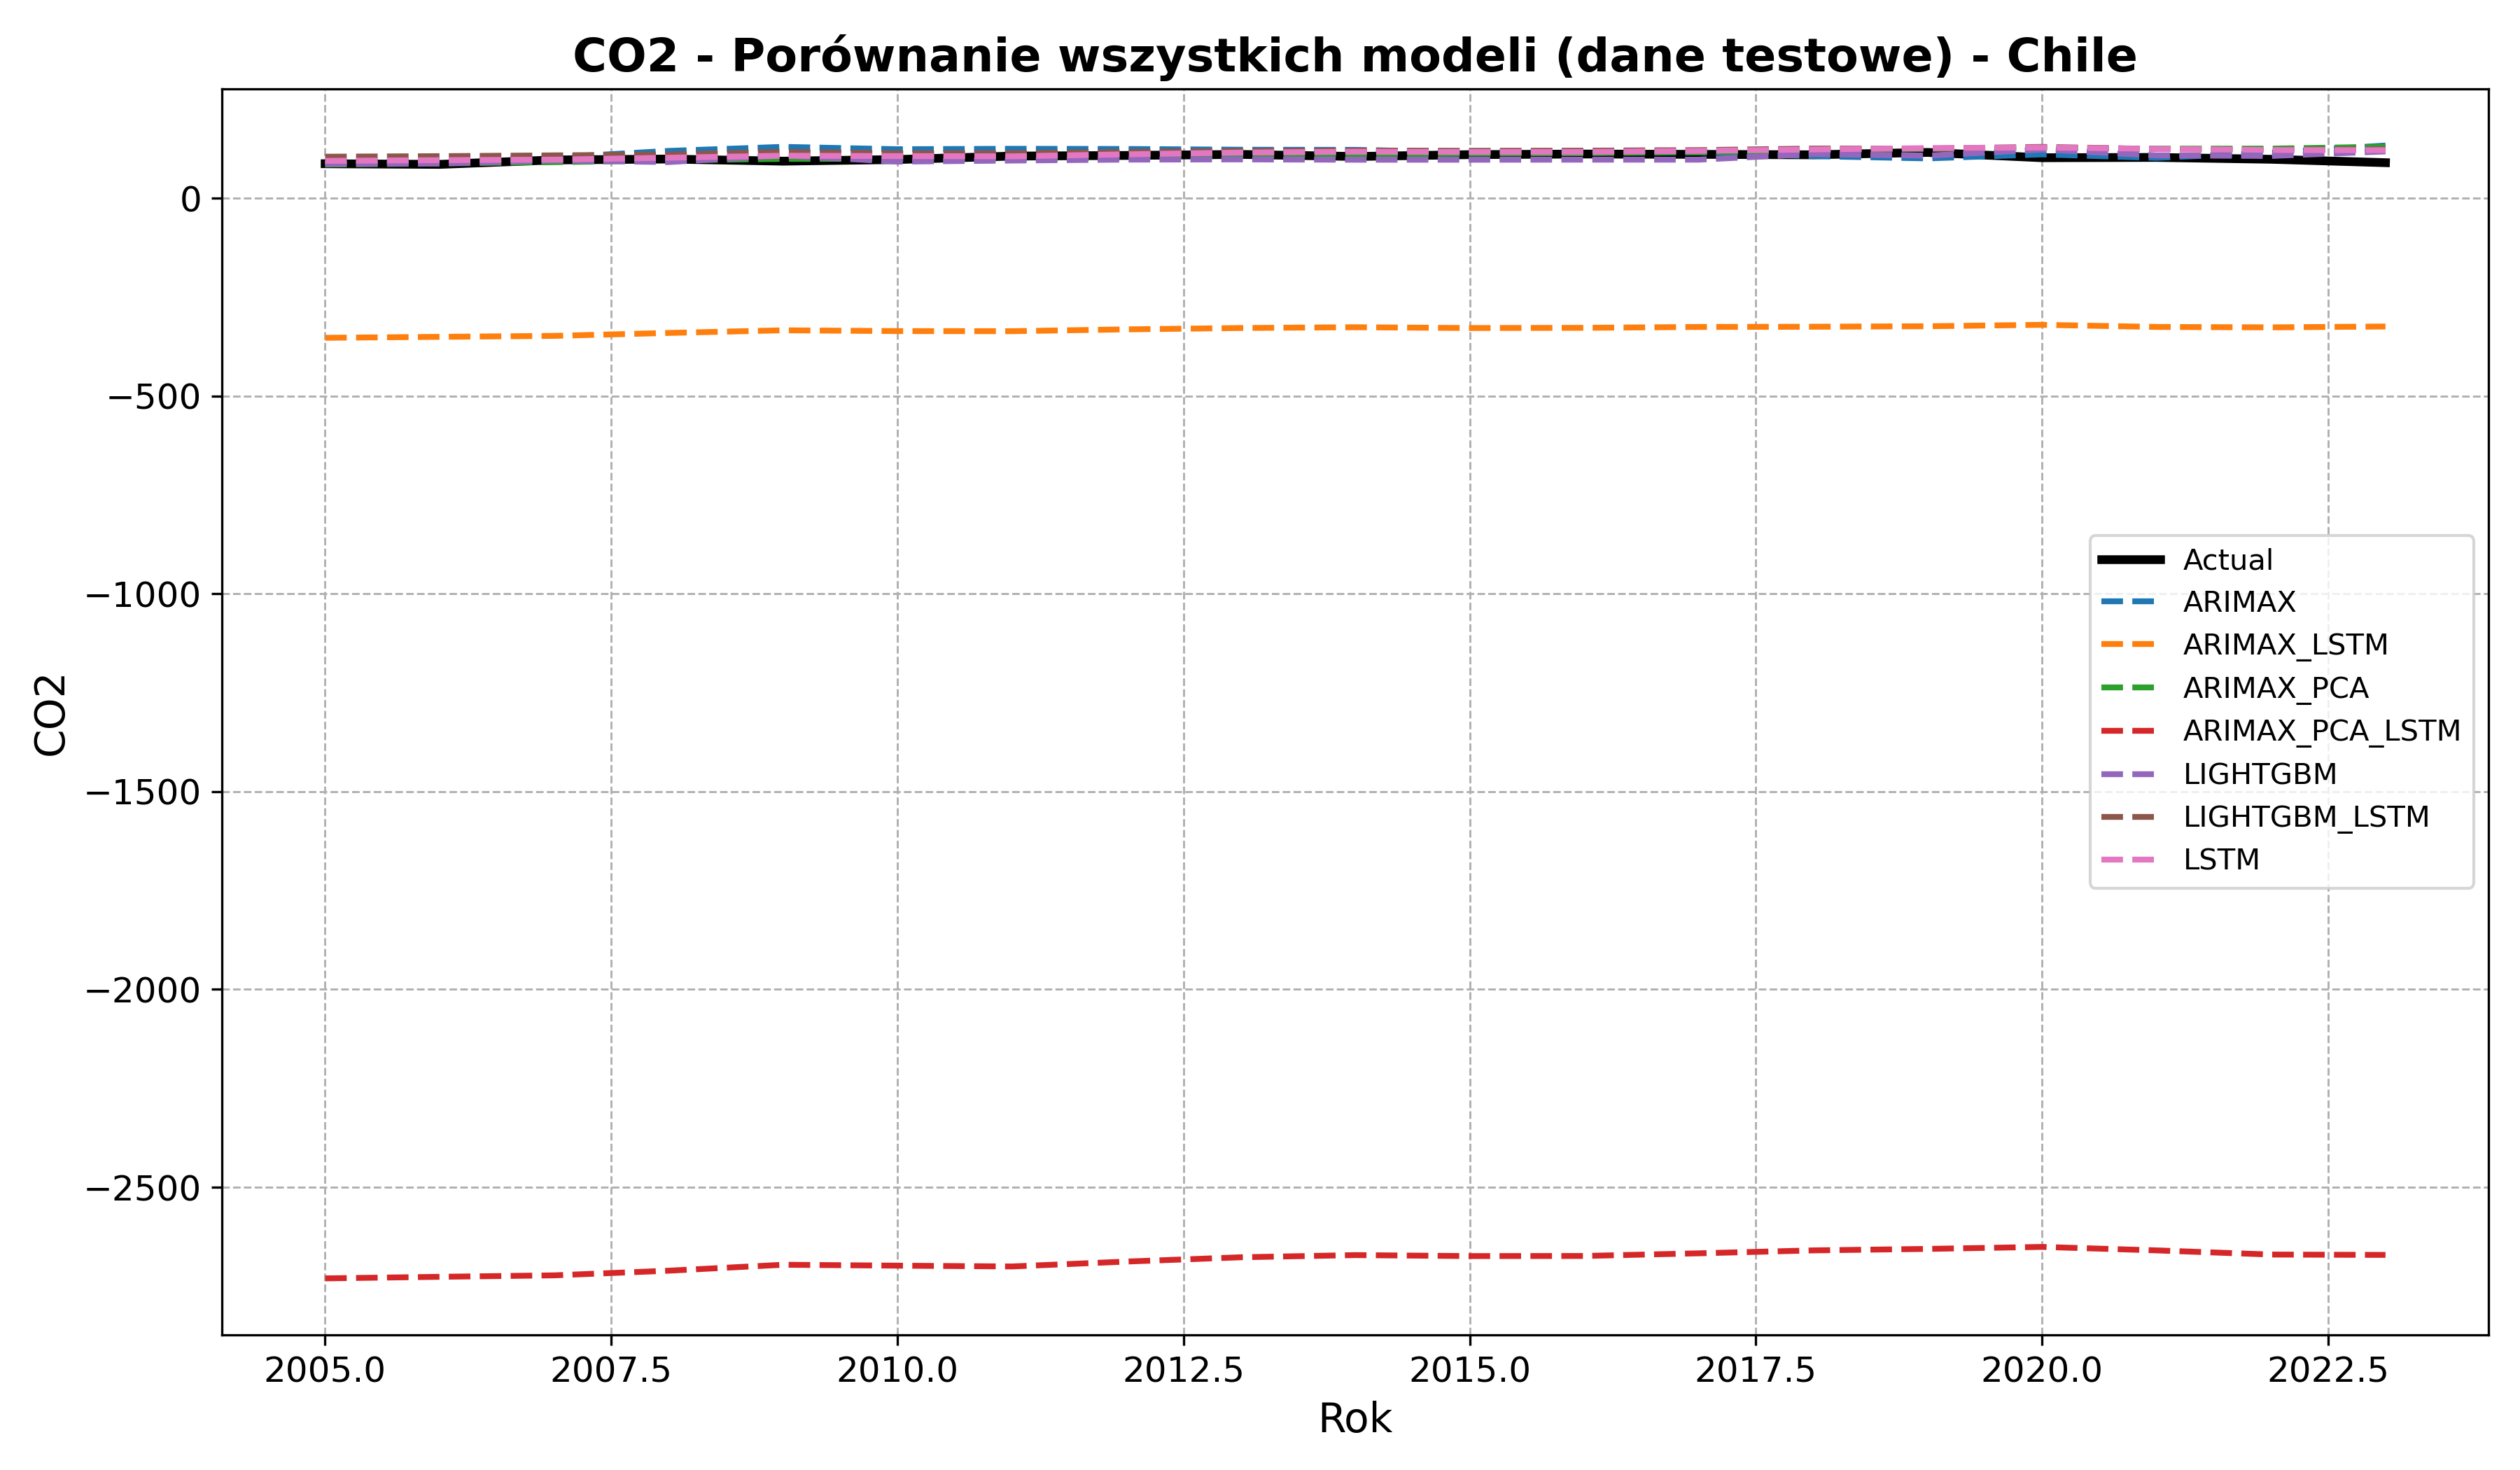 CO2 - Porównanie wszystkich modeli (dane testowe) - Chile
CO2
0
−500
−1000
−1500
−2000
−2500
Actual
ARIMAX
ARIMAX_LSTM
ARIMAX_PCA
ARIMAX_PCA_LSTM
LIGHTGBM
LIGHTGBM_LSTM
LSTM
2005.0 2007.5 2010.0 2012.5 2015.0 2017.5 2020.0 2022.5
Rok